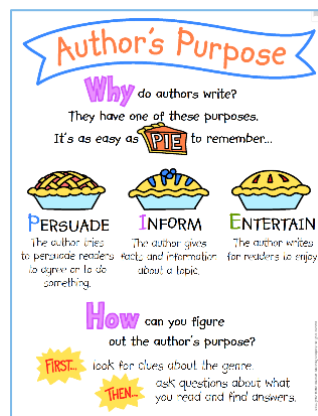 Author's Purpose
Why do authors write?
They have one of these purposes.
It's as easy as PIE to remember...
PERSUADE
The author tries
to persuade readers
to agree or to do
something.
INFORM
The author gives
facts and information
about a topic.
ENTERTAIN
The author writes
for readers to enjoy
How can you figure
out the author's purpose?
FIRST... look for clues about the genre.
THEN... ask questions about what
you read and find answers.